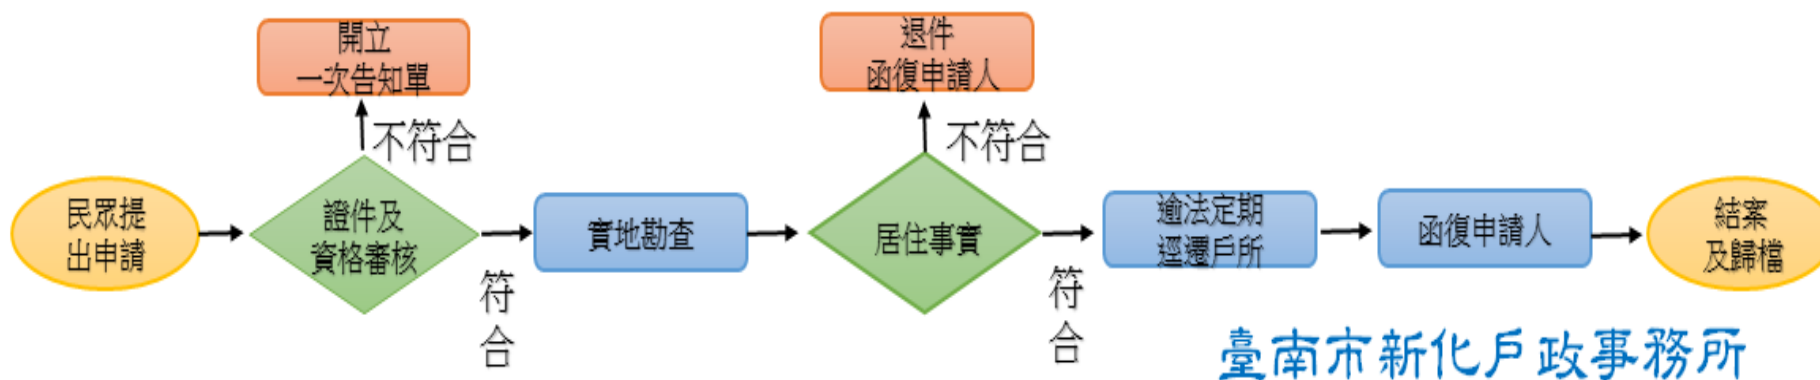 民眾提
出申請
證件及
資格審核
不符合
開立
一次告知單
符
合
實地勘查
居住事實
不符合
退件
函復申請人
符
合
逾法定期
逕遷戶所
函復申請人
結案
及歸檔
臺南市新化戶政事務所